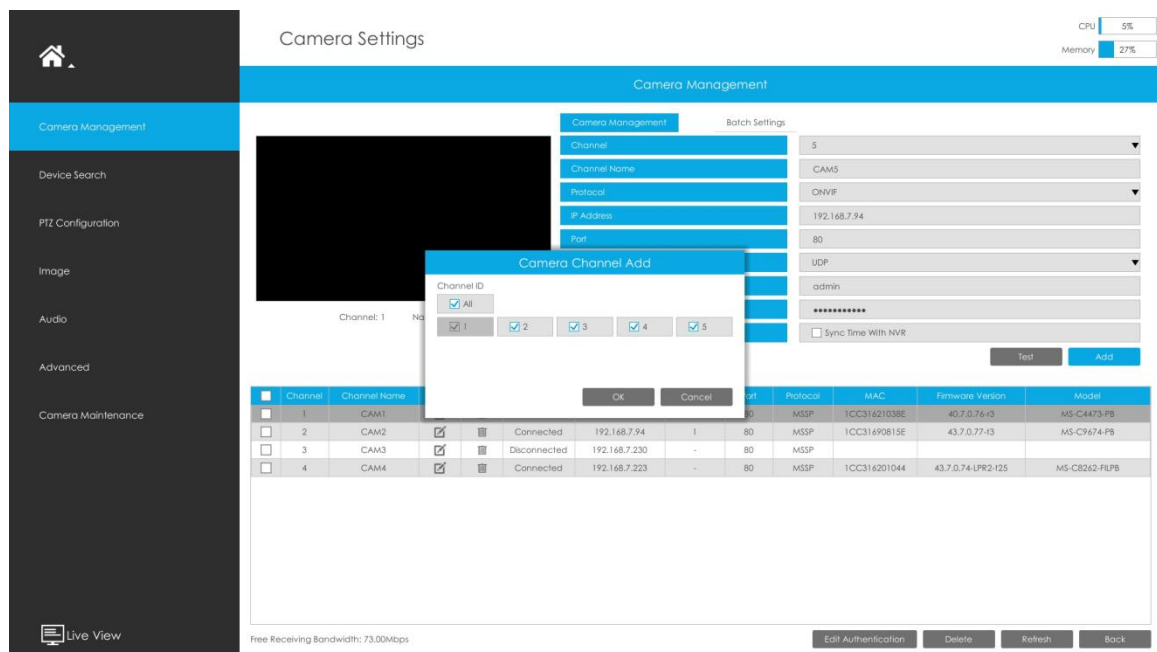 CPU 5%
Camera Settings
Memory 27%
Camera Management
Camera Management
Device Search
PTZ Configuration
Image
Audio
Advanced
Camera Maintenance
Live View
Camera Management Batch Settings
Channel 5
Channel Name CAM5
Protocol ONVIF
IP Address 192.168.7.94
Port 80
UDP
admin
•••••••••••
Sync Time With NVR
Test Add
Channel: 1 Na
Camera Channel Add
Channel ID
All
1 2 3 4 5
OK Cancel
Channel Channel Name ort Protocol MAC Firmware Version Model
1 CAM1 80 MSSP 1CC31621038E 40.7.0.76-r3 MS-C4473-PB
2 CAM2 Connected 192.168.7.94 1 80 MSSP 1CC31690815E 43.7.0.77-r3 MS-C9674-PB
3 CAM3 Disconnected 192.168.7.230 - 80 MSSP
4 CAM4 Connected 192.168.7.223 - 80 MSSP 1CC316201044 43.7.0.74-LPR2-t25 MS-C8262-FILPB
Free Receiving Bandwidth: 73.00Mbps
Edit Authentication Delete Refresh Back